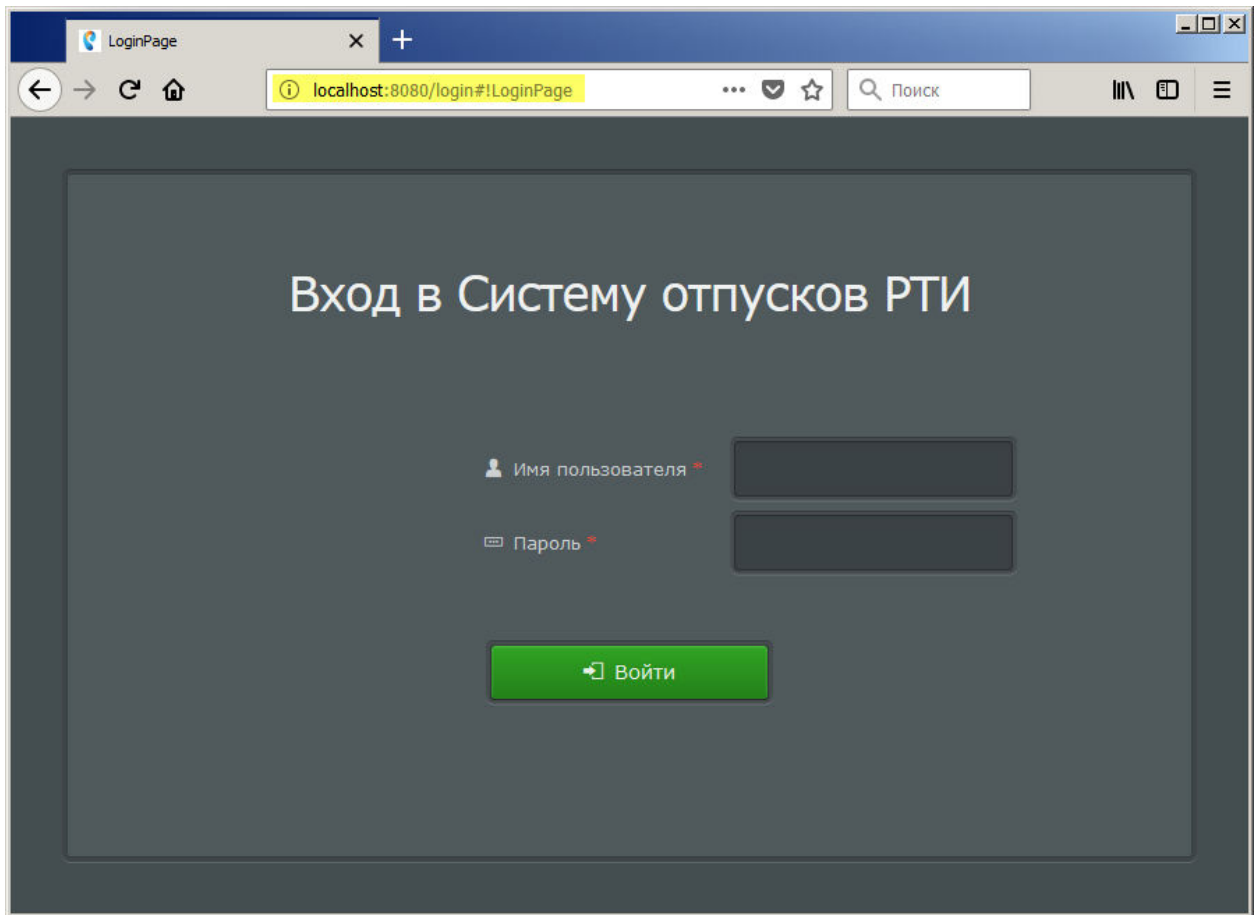 LoginPage
localhost:8080/login#!LoginPage
Поиск
Вход в Систему отпусков РТИ
Имя пользователя *
Пароль *
Войти